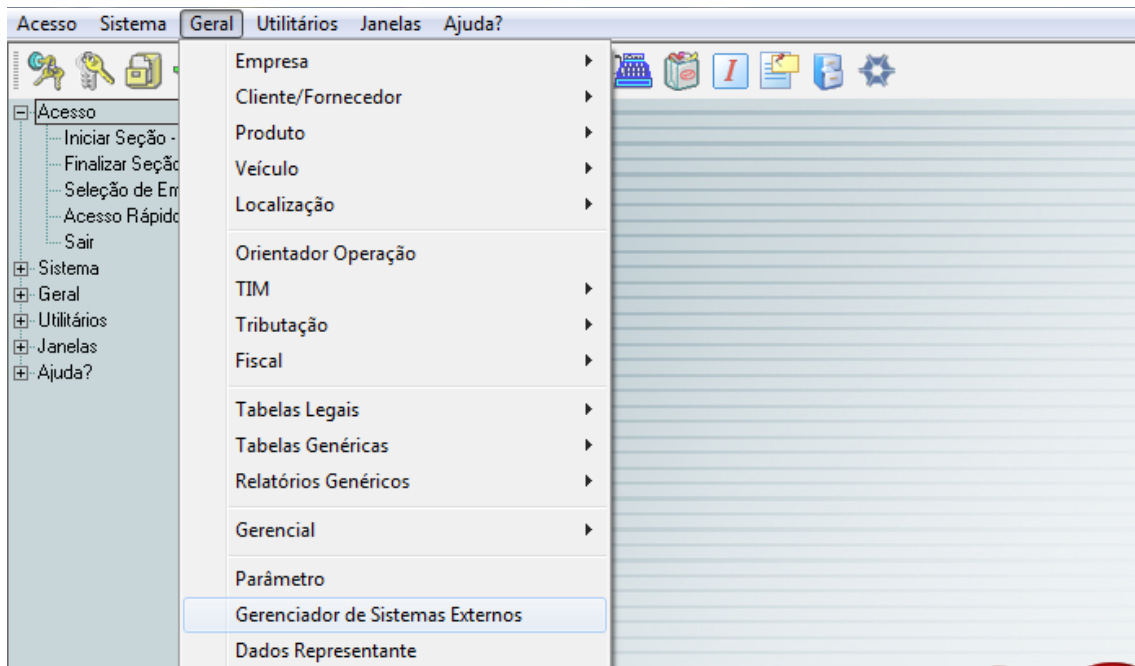 Acesso Sistema Geral Utilitários Janelas Ajuda?
Empresa
Cliente/Fornecedor
Produto
Veículo
Localização
Orientador Operação
TIM
Tributação
Fiscal
Tabelas Legais
Tabelas Genéricas
Relatórios Genéricos
Gerencial
Parâmetro
Gerenciador de Sistemas Externos
Dados Representante
I
Acesso
Iniciar Seção -
Finalizar Seção
Seleção de
Acesso Rápido
Sair
Sistema
Geral
Utilitários
Janelas
Ajuda?